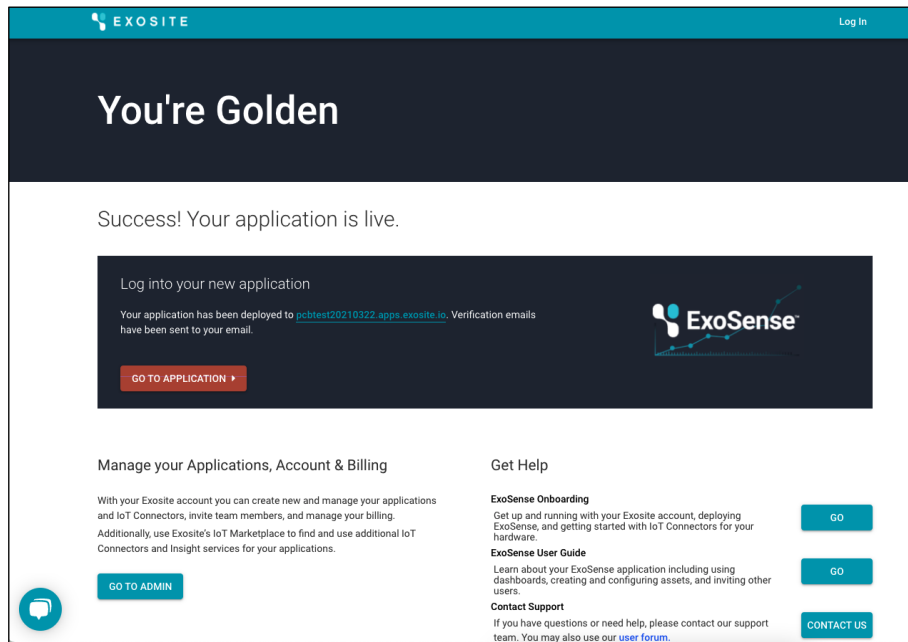 EXOSITE
Log In
You're Golden
Success! Your application is live.
Log into your new application
Your application has been deployed to pcbtest20210322.apps.exosite.io. Verification emails
have been sent to your email.
GO TO APPLICATION
ExoSense™
Manage your Applications, Account & Billing
With your Exosite account you can create new and manage your applications
and IoT Connectors, invite team members, and manage your billing.
Additionally, use Exosite's IoT Marketplace to find and use additional IoT
Connectors and Insight services for your applications.
GO TO ADMIN
Get Help
ExoSense Onboarding
Get up and running with your Exosite account, deploying
ExoSense, and getting started with IoT Connectors for your
hardware.
GO
ExoSense User Guide
Learn about your ExoSense application including using
dashboards, creating and configuring assets, and inviting other
users.
GO
Contact Support
If you have questions or need help, please contact our support
team. You may also use our user forum.
CONTACT US